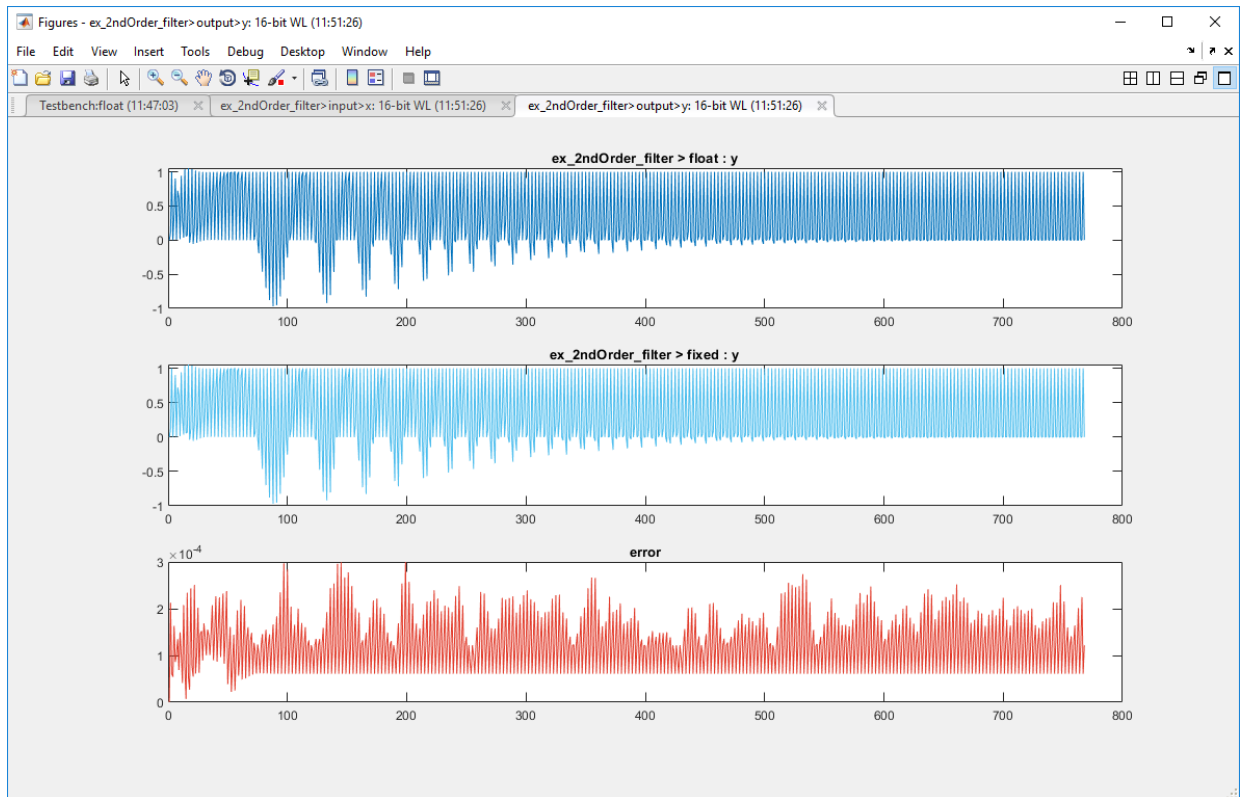 Figures - ex_2ndOrder_filter>output>y: 16-bit WL (11:51:26)
File Edit View Insert Tools Debug Desktop Window Help
Testbench:float (11:47:03) ex_2ndOrder_filter>input>x: 16-bit WL (11:51:26) ex_2ndOrder_filter>output>y: 16-bit WL (11:51:26)
ex_2ndOrder_filter > float : y
1
0.5
0
-0.5
-1
0 100 200 300 400 500 600 700 800
ex_2ndOrder_filter > fixed : y
1
0.5
0
-0.5
-1
0 100 200 300 400 500 600 700 800
error
×10⁻⁴
3
2
1
0
0 100 200 300 400 500 600 700 800